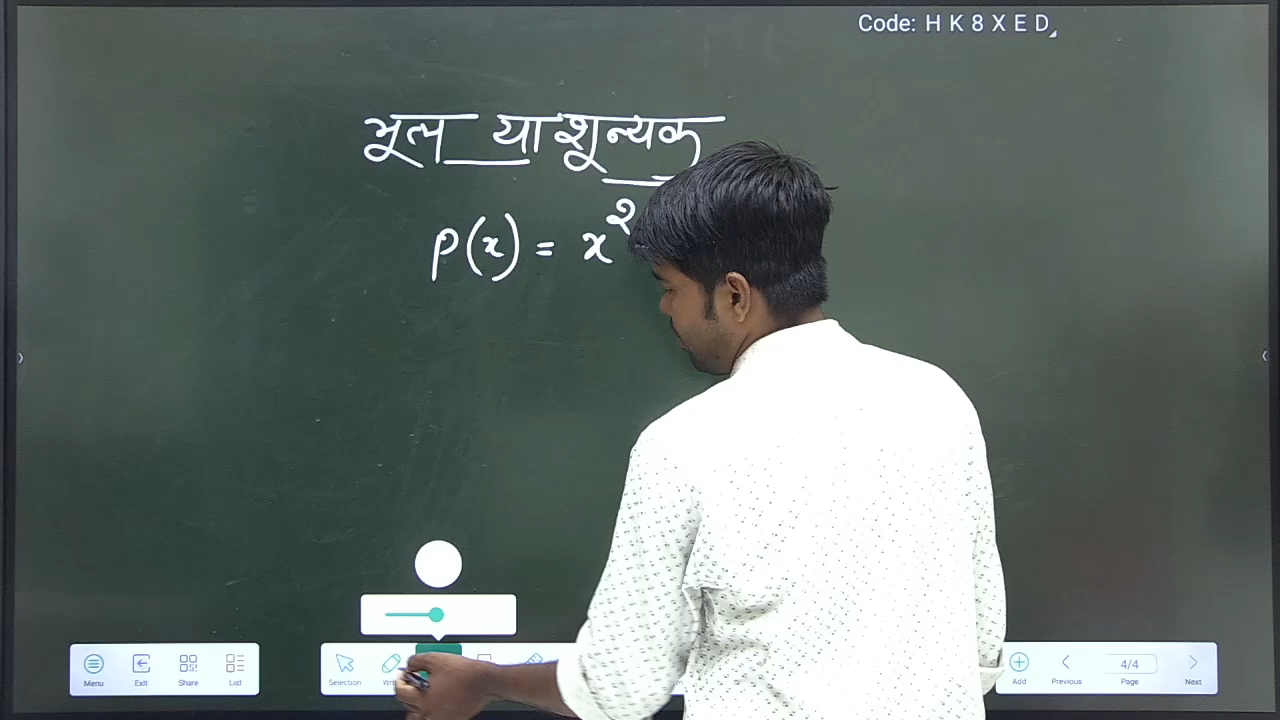 Code: H K 8 X E D
मूल या शून्यक
P(x) = x²
Menu Exit Share List Selection Add Previous 4/4 Page Next